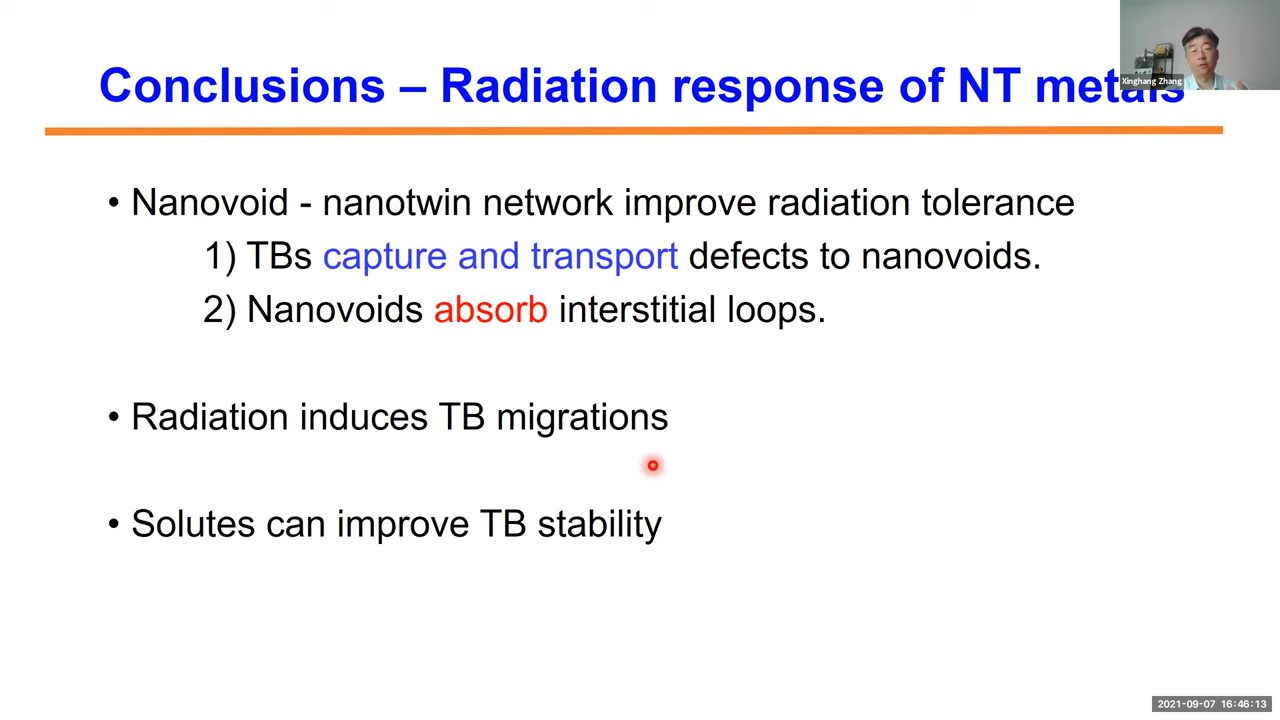 Conclusions – Radiation response of NT metals
Xinghang Zhang
• Nanovoid - nanotwin network improve radiation tolerance
1) TBs capture and transport defects to nanovoids.
2) Nanovoids absorb interstitial loops.
• Radiation induces TB migrations
• Solutes can improve TB stability
2021-09-07 16:46:13